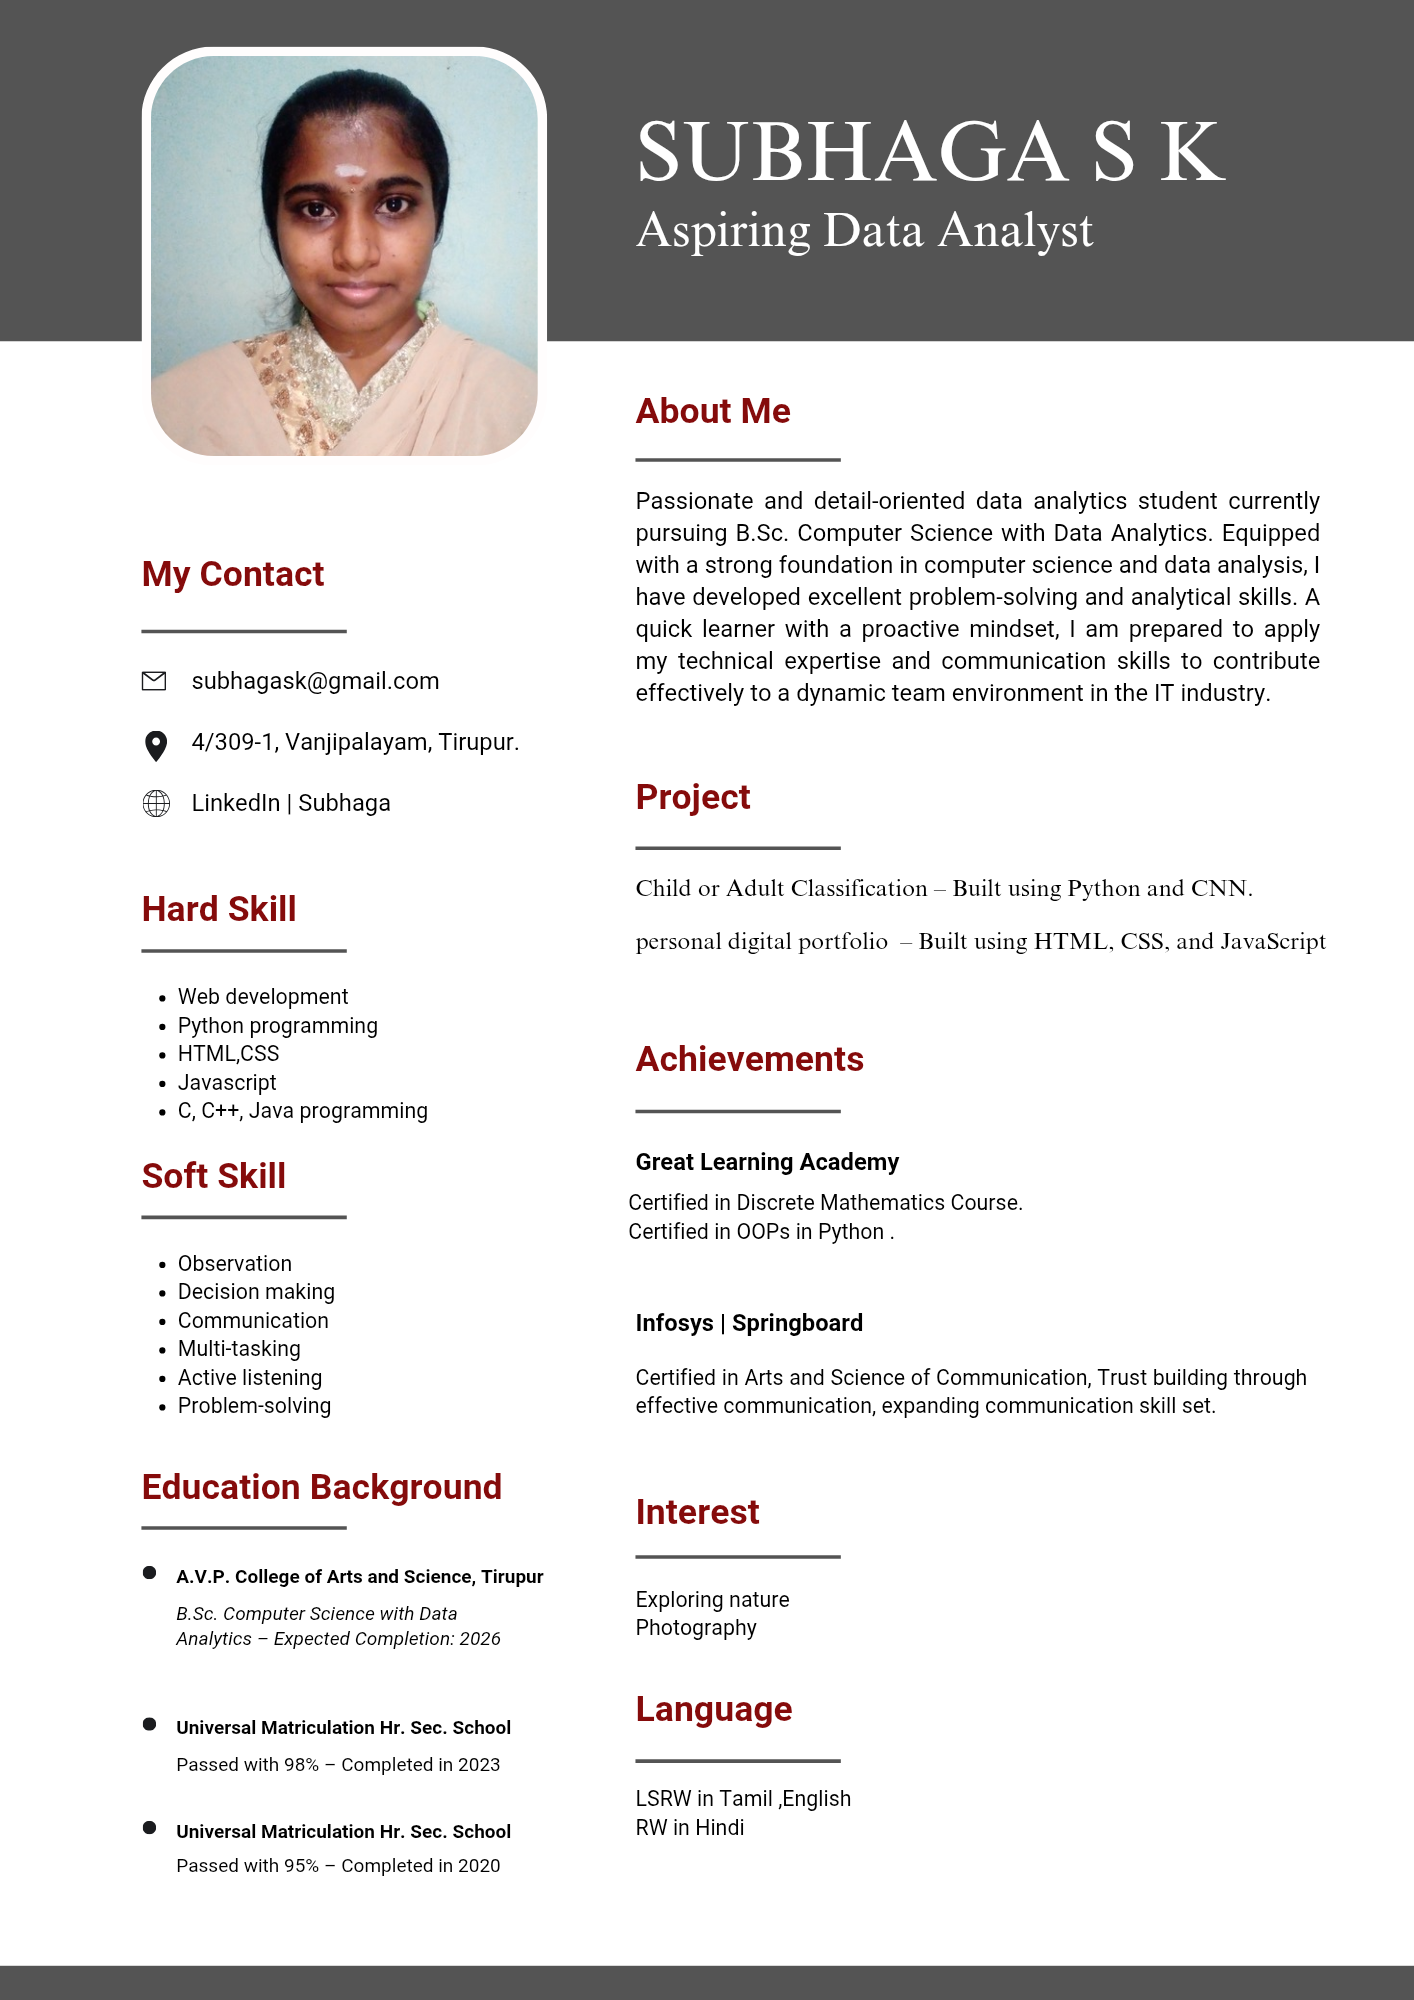 SUBHAGA S K
Aspiring Data Analyst
My Contact
subhagask@gmail.com
4/309-1, Vanjipalayam, Tirupur.
LinkedIn | Subhaga
Hard Skill
Web development
Python programming
HTML,CSS
Javascript
C, C++, Java programming
Soft Skill
Observation
Decision making
Communication
Multi-tasking
Active listening
Problem-solving
Education Background
A.V.P. College of Arts and Science, Tirupur
B.Sc. Computer Science with Data
Analytics – Expected Completion: 2026
Universal Matriculation Hr. Sec. School
Passed with 98% – Completed in 2023
Universal Matriculation Hr. Sec. School
Passed with 95% – Completed in 2020
About Me
Passionate and detail-oriented data analytics student currently
pursuing B.Sc. Computer Science with Data Analytics. Equipped
with a strong foundation in computer science and data analysis, I
have developed excellent problem-solving and analytical skills. A
quick learner with a proactive mindset, I am prepared to apply
my technical expertise and communication skills to contribute
effectively to a dynamic team environment in the IT industry.
Project
Child or Adult Classification – Built using Python and CNN.
personal digital portfolio – Built using HTML, CSS, and JavaScript
Achievements
Great Learning Academy
Certified in Discrete Mathematics Course.
Certified in OOPs in Python .
Infosys | Springboard
Certified in Arts and Science of Communication, Trust building through
effective communication, expanding communication skill set.
Interest
Exploring nature
Photography
Language
LSRW in Tamil ,English
RW in Hindi